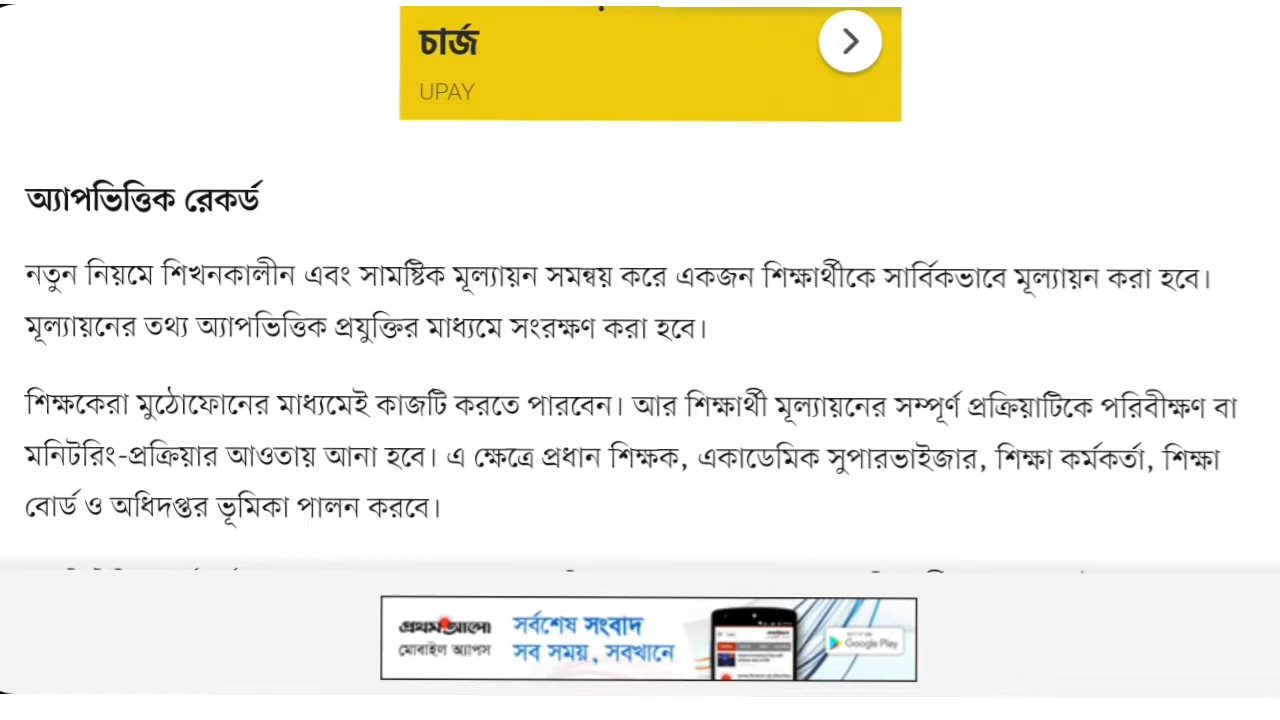 চার্জ
UPAY
অ্যাপভিত্তিক রেকর্ড
নতুন নিয়মে শিখনকালীন এবং সামষ্টিক মূল্যায়ন সমন্বয় করে একজন শিক্ষার্থীকে সার্বিকভাবে মূল্যায়ন করা হবে।
মূল্যায়নের তথ্য অ্যাপভিত্তিক প্রযুক্তির মাধ্যমে সংরক্ষণ করা হবে।
শিক্ষকেরা মুঠোফোনের মাধ্যমেই কাজটি করতে পারবেন। আর শিক্ষার্থী মূল্যায়নের সম্পূর্ণ প্রক্রিয়াটিকে পরিবীক্ষণ বা
মনিটরিং-প্রক্রিয়ার আওতায় আনা হবে। এ ক্ষেত্রে প্রধান শিক্ষক, একাডেমিক সুপারভাইজার, শিক্ষা কর্মকর্তা, শিক্ষা
বোর্ড ও অধিদপ্তর ভূমিকা পালন করবে।
প্রথম আলো
মোবাইল অ্যাপস
সর্বশেষ সংবাদ
সব সময়, সবখানে
Google Play